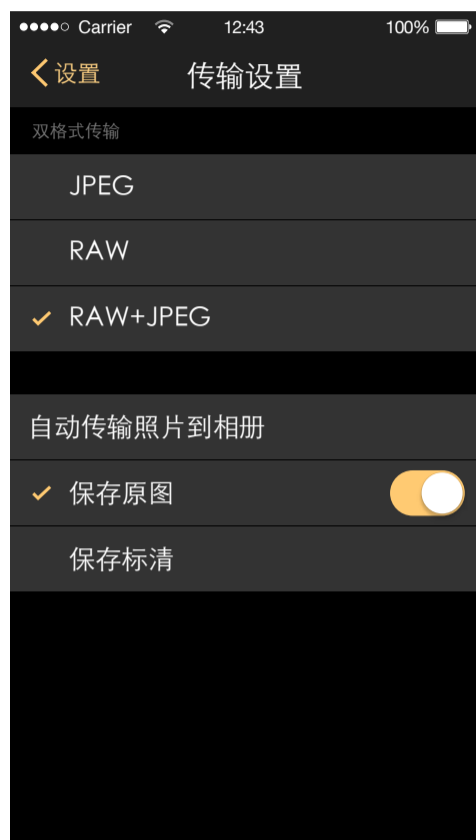 Carrier 12:43 100%
设置 传输设置
双格式传输
JPEG
RAW
RAW+JPEG
自动传输照片到相册
保存原图
保存标清